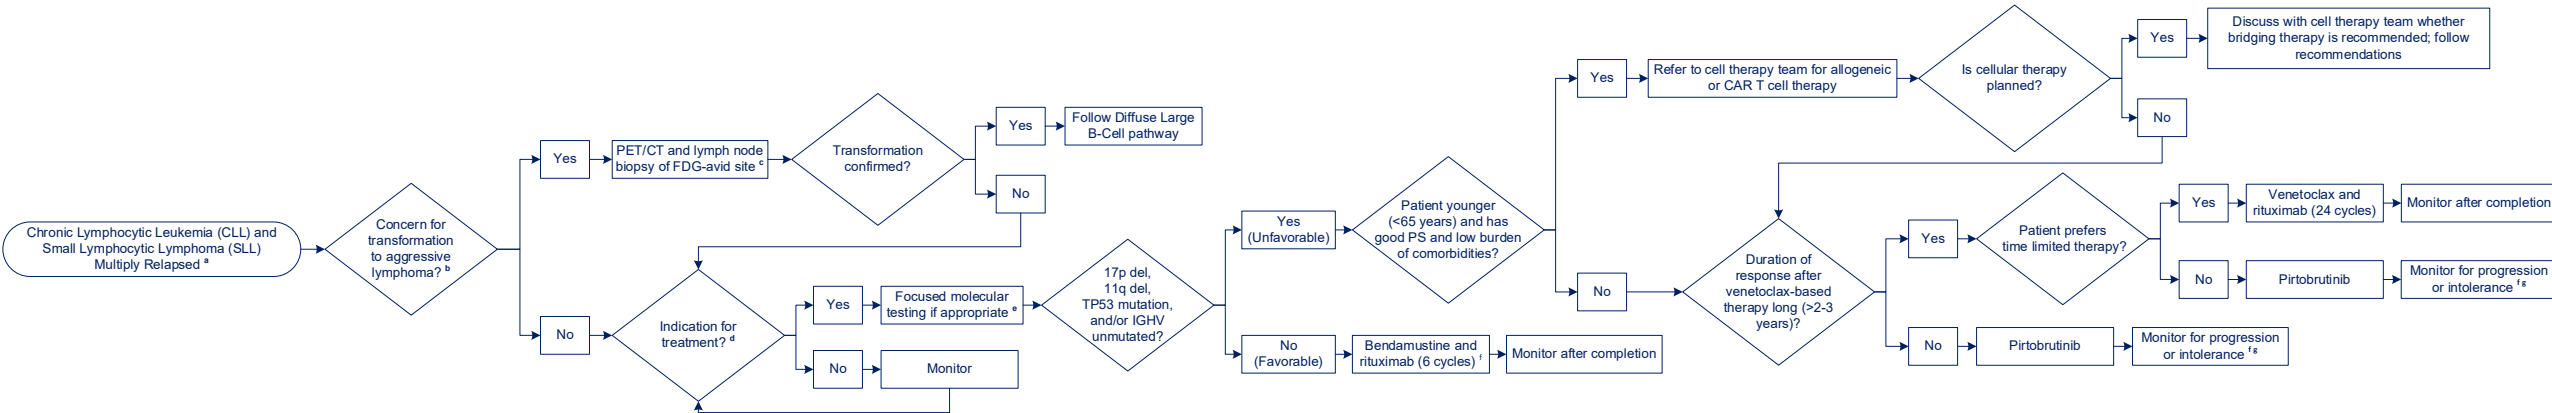 Chronic Lymphocytic Leukemia (CLL) and
Small Lymphocytic Lymphoma (SLL)
Multiply Relapsed a
Concern for
transformation
to aggressive
lymphoma? b
Yes
PET/CT and lymph node
biopsy of FDG-avid site c
Transformation
confirmed?
Yes
Follow Diffuse Large
B-Cell pathway
No
No
Indication for
treatment? d
Yes
Focused molecular
testing if appropriate e
No
Monitor
17p del,
11q del,
TP53 mutation,
and/or IGHV
unmutated?
Yes
(Unfavorable)
No
(Favorable)
Bendamustine and
rituximab (6 cycles) f
Monitor after completion
Patient younger
(<65 years) and has
good PS and low burden
of comorbidities?
Yes
Refer to cell therapy team for allogeneic
or CAR T cell therapy
Is cellular therapy
planned?
Yes
Discuss with cell therapy team whether
bridging therapy is recommended; follow
recommendations
No
No
Duration of
response after
venetoclax-based
therapy long (>2-3
years)?
Yes
Patient prefers
time limited therapy?
Yes
Venetoclax and
rituximab (24 cycles)
Monitor after completion
No
Pirtobrutinib
Monitor for progression
or intolerance f g
No
Pirtobrutinib
Monitor for progression
or intolerance f g